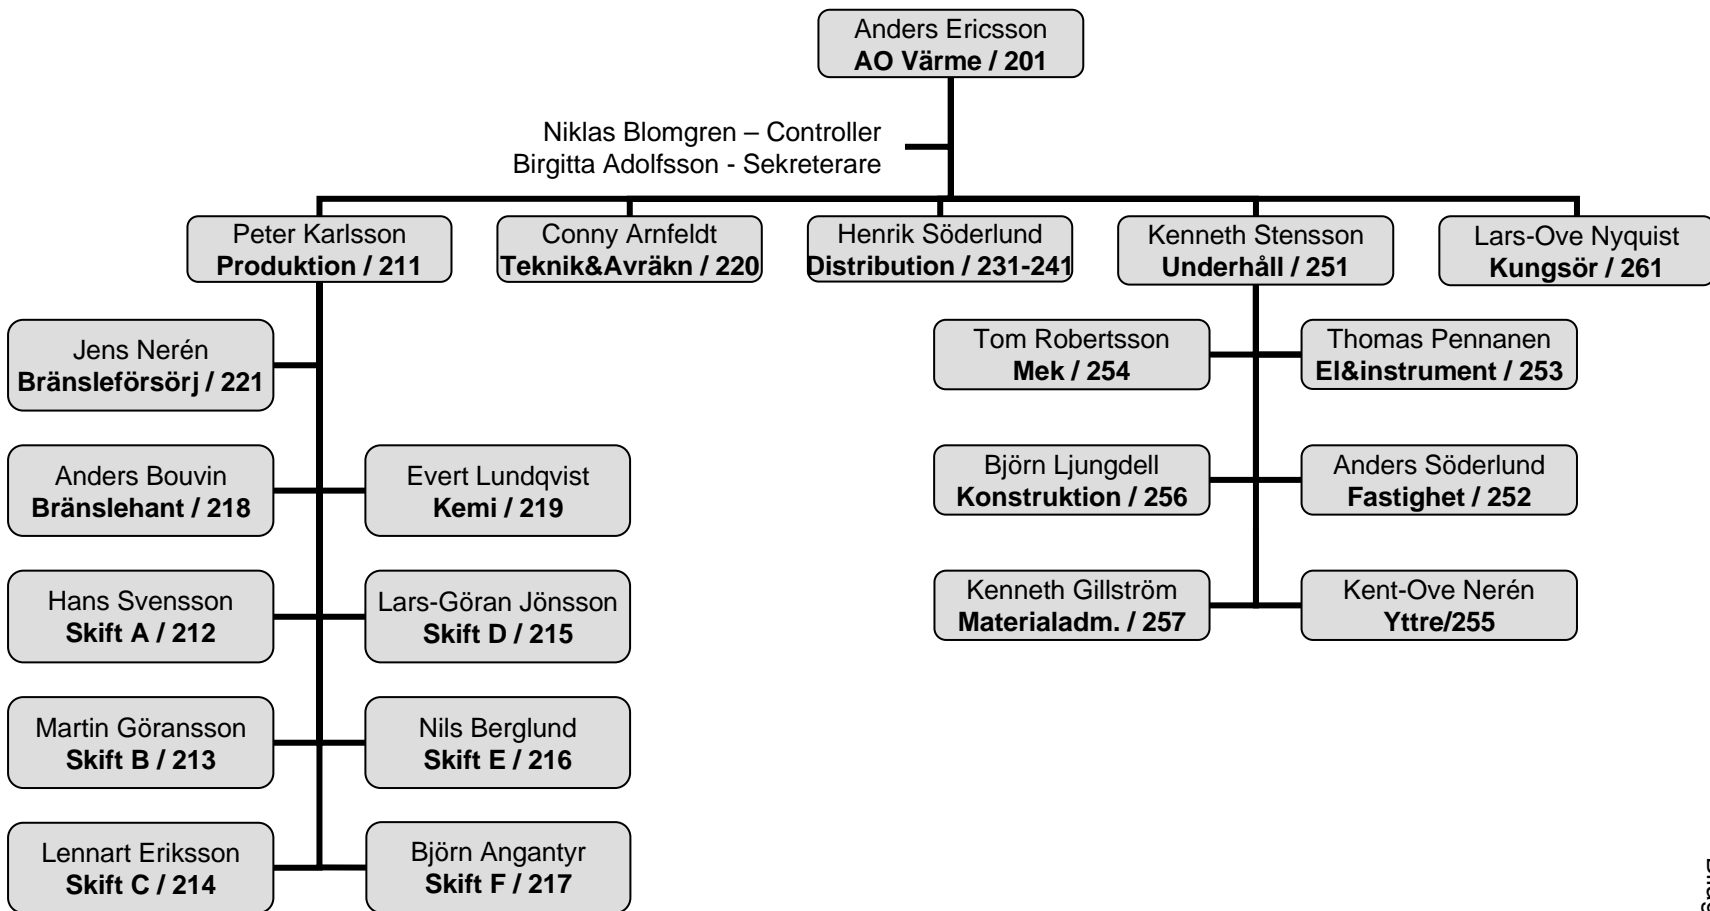 Anders Ericsson
AO Värme / 201
Niklas Blomgren – Controller
Birgitta Adolfsson - Sekreterare
Peter Karlsson
Produktion / 211
Conny Arnfeldt
Teknik&Avräkn / 220
Henrik Söderlund
Distribution / 231-241
Kenneth Stensson
Underhåll / 251
Lars-Ove Nyquist
Kungsör / 261
Jens Nerén
Bränsleförsörj / 221
Anders Bouvin
Bränslehant / 218
Evert Lundqvist
Kemi / 219
Hans Svensson
Skift A / 212
Lars-Göran Jönsson
Skift D / 215
Martin Göransson
Skift B / 213
Nils Berglund
Skift E / 216
Lennart Eriksson
Skift C / 214
Björn Angantyr
Skift F / 217
Tom Robertsson
Mek / 254
Thomas Pennanen
El&instrument / 253
Björn Ljungdell
Konstruktion / 256
Anders Söderlund
Fastighet / 252
Kenneth Gillström
Materialadm. / 257
Kent-Ove Nerén
Yttre/255